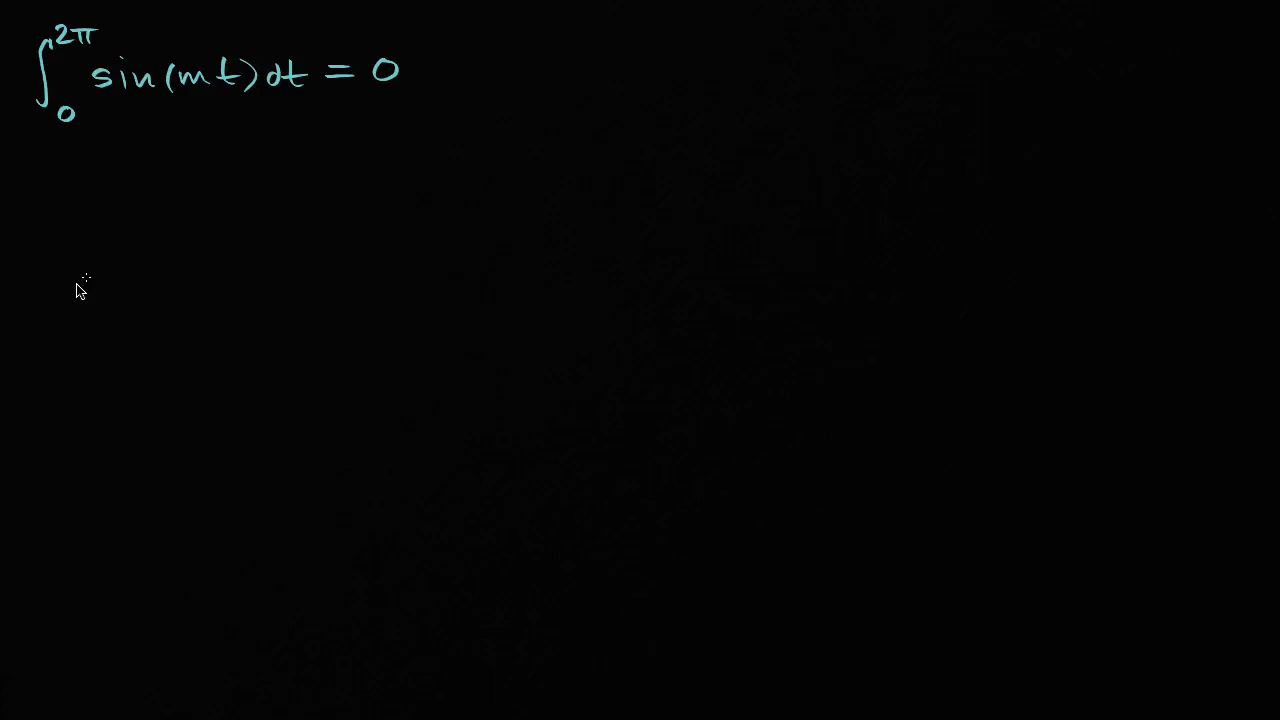 ∫₀^2π sin(mt)dt = 0